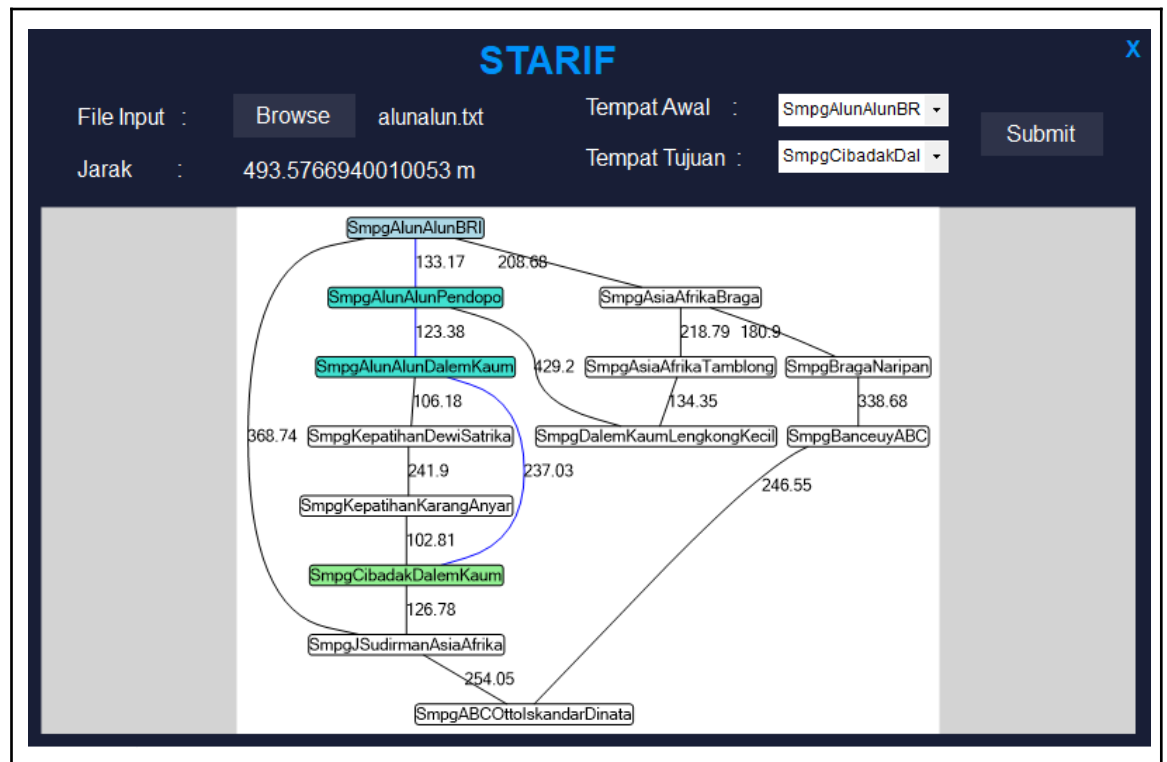 STARIF
X
File Input :
Browse
alunalun.txt
Tempat Awal :
SmpgAlunAlunBR
Submit
Jarak :
493.5766940010053 m
Tempat Tujuan :
SmpgCibadakDal
SmpgAlunAlunBRI
133.17
208.68
SmpgAlunAlunPendopo
SmpgAsiaAfrikaBraga
123.38
218.79
180.9
SmpgAlunAlunDalemKaum
429.2
SmpgAsiaAfrikaTamblong
SmpgBragaNaripan
106.18
134.35
338.68
368.74
SmpgKepatihanDewiSatrika
SmpgDalemKaumLengkongKecil
SmpgBanceuyABC
241.9
237.03
246.55
SmpgKepatihanKarangAnyar
102.81
SmpgCibadakDalemKaum
126.78
SmpgJSudirmanAsiaAfrika
254.05
SmpgABCOttoIskandarDinata